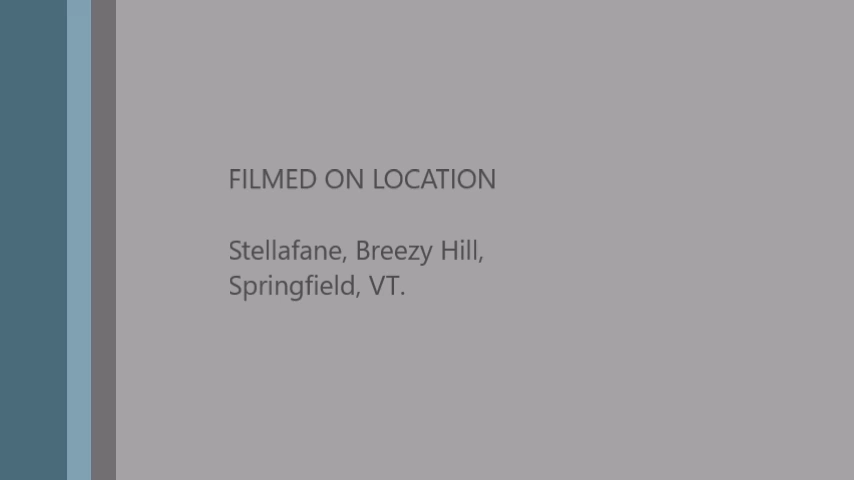 FILMED ON LOCATION
Stellafane, Breezy Hill,
Springfield, VT.